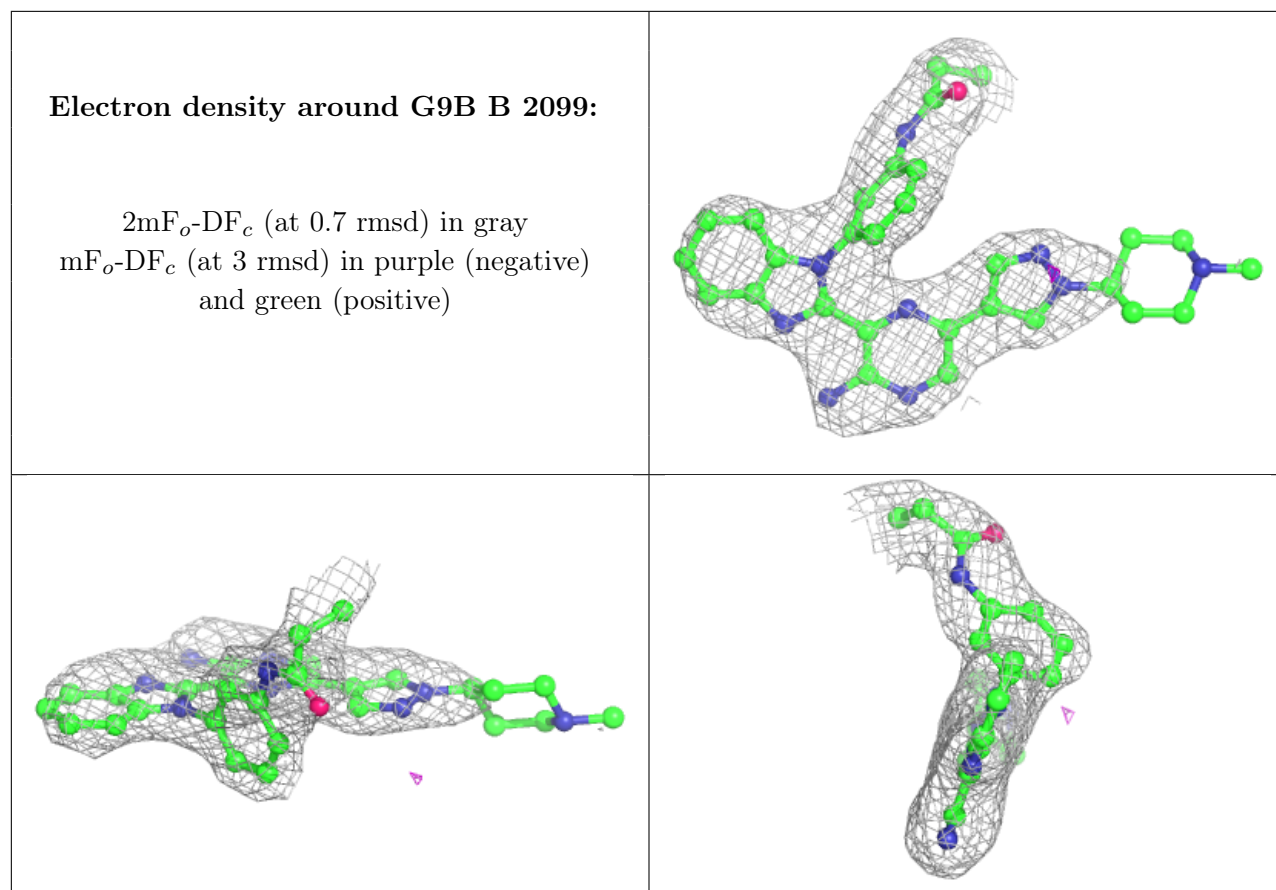 Electron density around G9B B 2099:
2mFo-DFc (at 0.7 rmsd) in gray
mFo-DFc (at 3 rmsd) in purple (negative)
and green (positive)